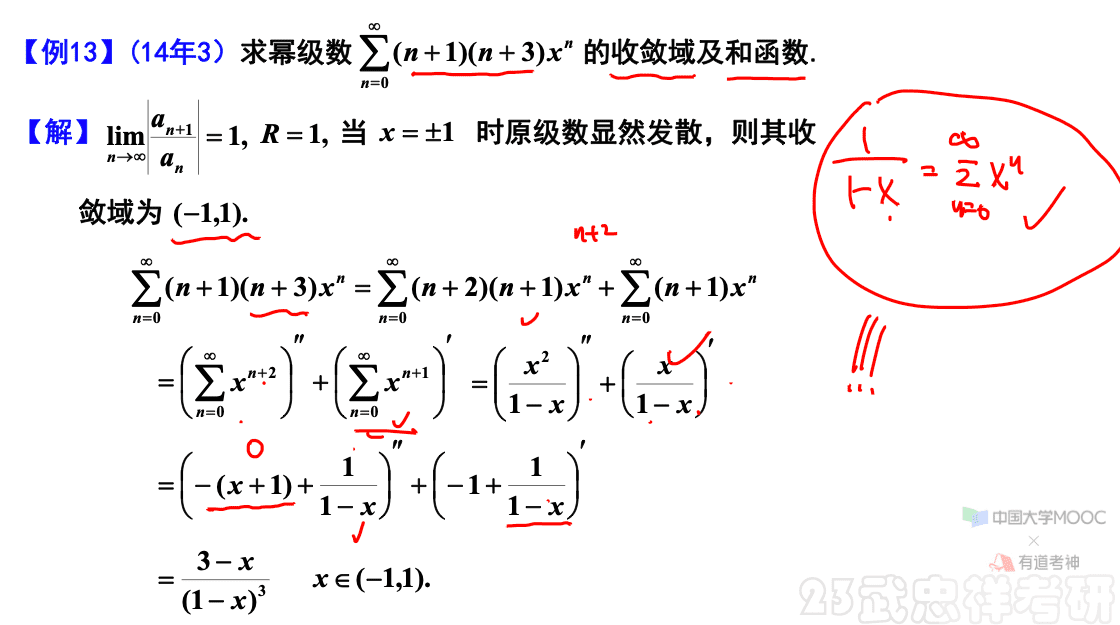 【例13】(14年3) 求幂级数 $\sum_{n=0}^{\infty}(n+1)(n+3)x^n$ 的收敛域及和函数.
【解】 $\lim_{n\to\infty}\left|\frac{a_{n+1}}{a_n}\right|=1,\ R=1,$ 当 $x=\pm 1$ 时原级数显然发散，则其收
$\frac{1}{1-x}=\sum_{n=0}^{\infty}x^n$
敛域为 $(-1,1).$
n+2
$\sum_{n=0}^{\infty}(n+1)(n+3)x^n=\sum_{n=0}^{\infty}(n+2)(n+1)x^n+\sum_{n=0}^{\infty}(n+1)x^n$
$=\left(\sum_{n=0}^{\infty}x^{n+2}\right)''+\left(\sum_{n=0}^{\infty}x^{n+1}\right)'=\left(\frac{x^2}{1-x}\right)''+\left(\frac{x}{1-x}\right)'$
!!!
0
$=\left(-(x+1)+\frac{1}{1-x}\right)''+\left(-1+\frac{1}{1-x}\right)'$
$=\frac{3-x}{(1-x)^3}\quad x\in(-1,1).$
中国大学MOOC
×
有道考神
23武忠祥考研